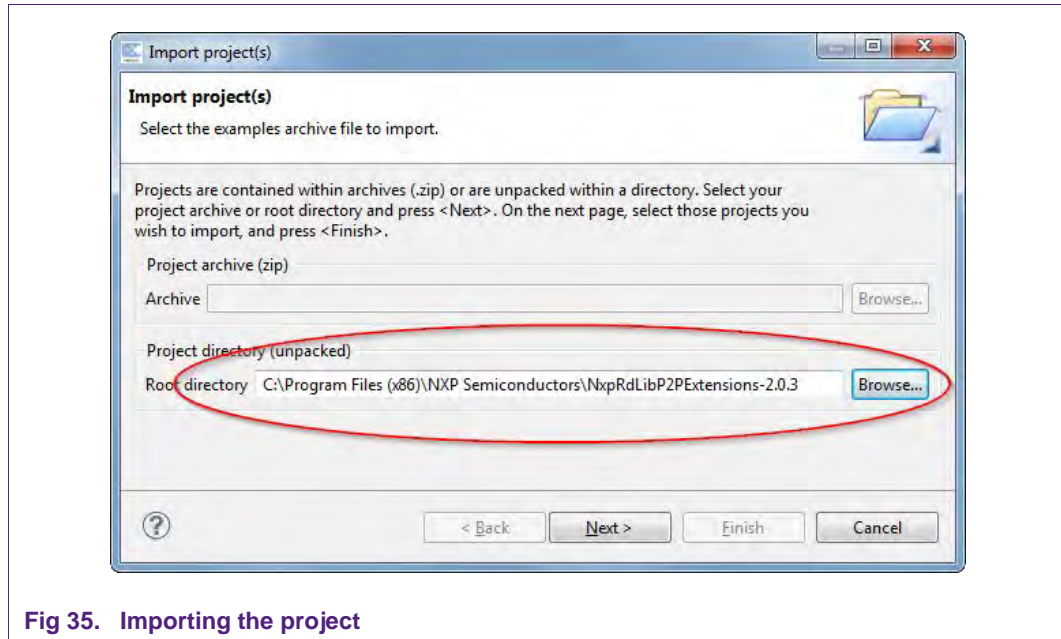 Import project(s)
Import project(s)
Select the examples archive file to import.
Projects are contained within archives (.zip) or are unpacked within a directory. Select your
project archive or root directory and press <Next>. On the next page, select those projects you
wish to import, and press <Finish>.
Project archive (zip)
Archive Browse...
Project directory (unpacked)
Root directory C:\Program Files (x86)\NXP Semiconductors\NxpRdLibP2PExtensions-2.0.3 Browse...
? < Back Next > Finish Cancel
Fig 35. Importing the project